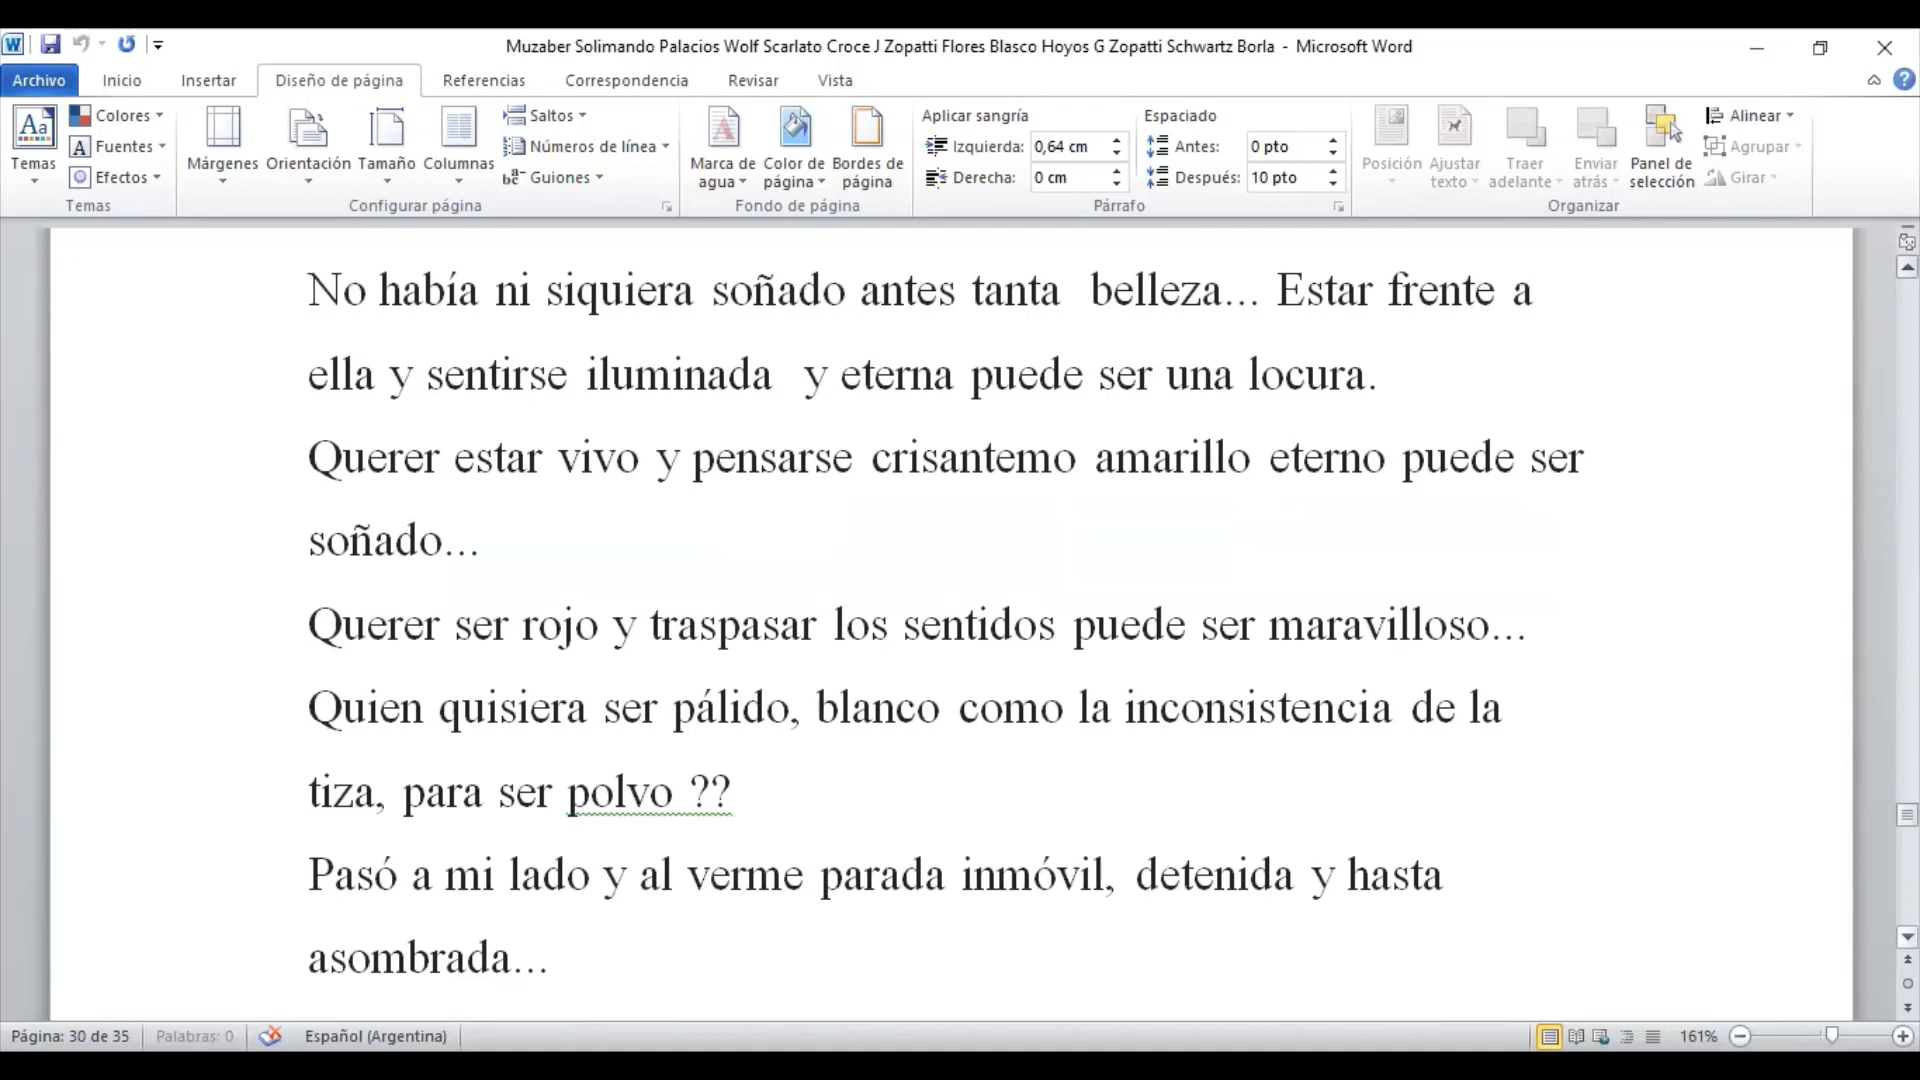 Muzaber Solimando Palacios Wolf Scarlato Croce J Zopatti Flores Blasco Hoyos G Zopatti Schwartz Borla - Microsoft Word
Archivo Inicio Insertar Diseño de página Referencias Correspondencia Revisar Vista
Temas
Colores
Fuentes
Efectos
Temas
Márgenes
Orientación
Tamaño
Columnas
Saltos
Números de línea
Guiones
Configurar página
Marca de agua
Color de página
Bordes de página
Fondo de página
Aplicar sangría
Izquierda: 0,64 cm
Derecha: 0 cm
Espaciado
Antes: 0 pto
Después: 10 pto
Párrafo
Posición
Ajustar texto
Traer adelante
Enviar atrás
Panel de selección
Alinear
Agrupar
Girar
Organizar
No había ni siquiera soñado antes tanta  belleza... Estar frente a
ella y sentirse iluminada  y eterna puede ser una locura.
Querer estar vivo y pensarse crisantemo amarillo eterno puede ser
soñado...
Querer ser rojo y traspasar los sentidos puede ser maravilloso...
Quien quisiera ser pálido, blanco como la inconsistencia de la
tiza, para ser polvo ??
Pasó a mi lado y al verme parada inmóvil, detenida y hasta
asombrada...
Página: 30 de 35 Palabras: 0 Español (Argentina) 161%